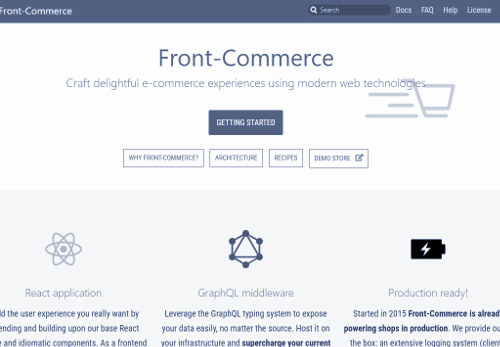 Front-Commerce
Search
Docs FAQ Help License
Front-Commerce
Craft delightful e-commerce experiences using modern web technologies
GETTING STARTED
WHY FRONT-COMMERCE? ARCHITECTURE RECIPES DEMO STORE
React application
ld the user experience you really want by
ending and building upon our base React
e and idiomatic components. As a frontend
GraphQL middleware
Leverage the GraphQL typing system to expose
your data easily, no matter the source. Host it on
your infrastructure and supercharge your current
Production ready!
Started in 2015 Front-Commerce is already
powering shops in production. We provide ou
the box: an extensive logging system (client